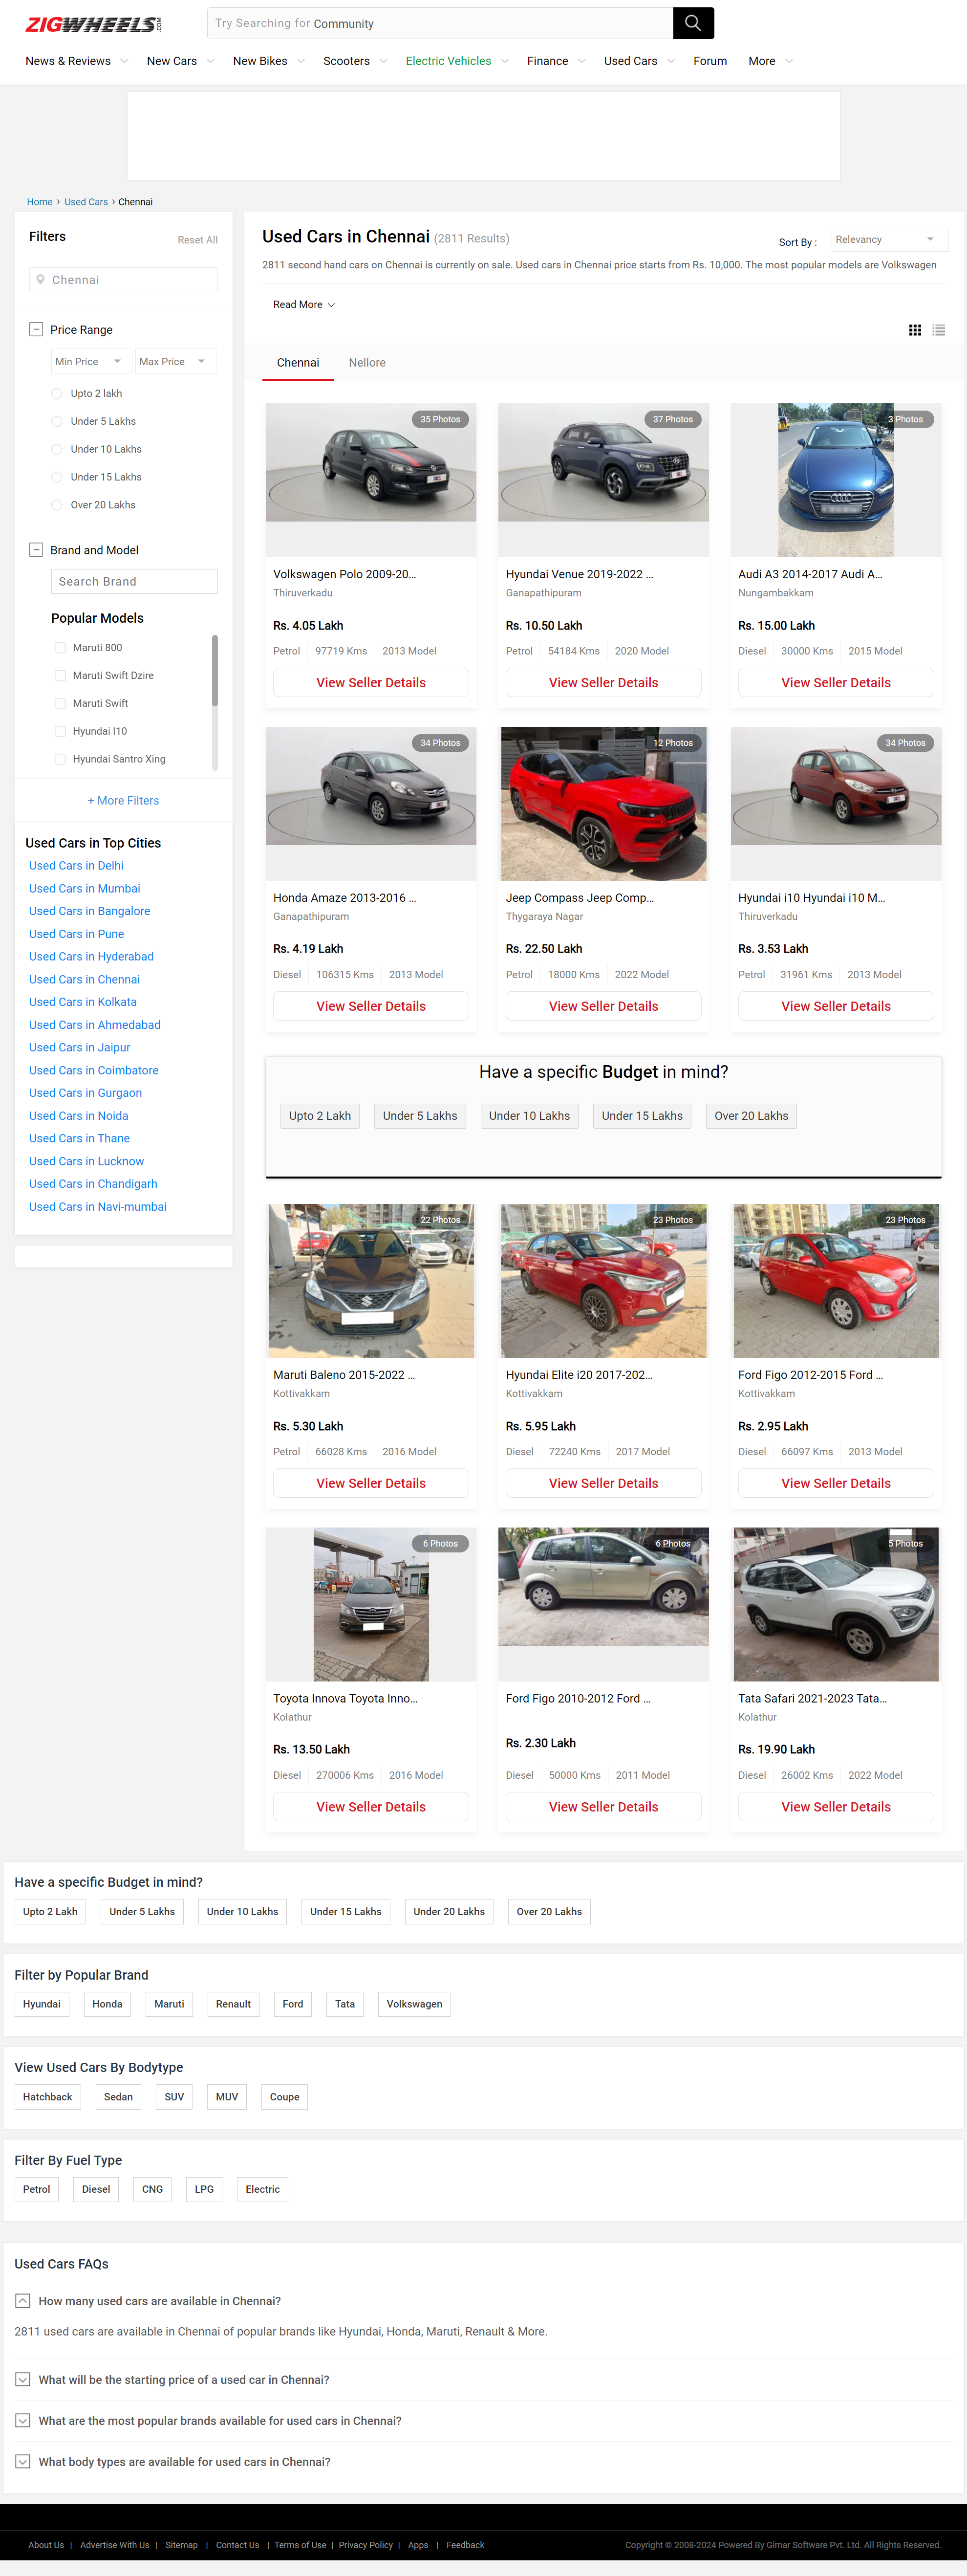 ZIGWHEELS.COM
Try Searching for Community
News & Reviews
New Cars
New Bikes
Scooters
Electric Vehicles
Finance
Used Cars
Forum
More
Home › Used Cars › Chennai
Filters
Reset All
Chennai
Price Range
Min Price
Max Price
Upto 2 lakh
Under 5 Lakhs
Under 10 Lakhs
Under 15 Lakhs
Over 20 Lakhs
Brand and Model
Search Brand
Popular Models
Maruti 800
Maruti Swift Dzire
Maruti Swift
Hyundai I10
Hyundai Santro Xing
+ More Filters
Used Cars in Top Cities
Used Cars in Delhi
Used Cars in Mumbai
Used Cars in Bangalore
Used Cars in Pune
Used Cars in Hyderabad
Used Cars in Chennai
Used Cars in Kolkata
Used Cars in Ahmedabad
Used Cars in Jaipur
Used Cars in Coimbatore
Used Cars in Gurgaon
Used Cars in Noida
Used Cars in Thane
Used Cars in Lucknow
Used Cars in Chandigarh
Used Cars in Navi-mumbai
Used Cars in Chennai (2811 Results)
Sort By :
Relevancy
2811 second hand cars on Chennai is currently on sale. Used cars in Chennai price starts from Rs. 10,000. The most popular models are Volkswagen
Read More
Chennai
Nellore
35 Photos
Volkswagen Polo 2009-20...
Thiruverkadu
Rs. 4.05 Lakh
Petrol
97719 Kms
2013 Model
View Seller Details
37 Photos
Hyundai Venue 2019-2022 ...
Ganapathipuram
Rs. 10.50 Lakh
Petrol
54184 Kms
2020 Model
View Seller Details
3 Photos
Audi A3 2014-2017 Audi A...
Nungambakkam
Rs. 15.00 Lakh
Diesel
30000 Kms
2015 Model
View Seller Details
34 Photos
Honda Amaze 2013-2016 ...
Ganapathipuram
Rs. 4.19 Lakh
Diesel
106315 Kms
2013 Model
View Seller Details
12 Photos
Jeep Compass Jeep Comp...
Thygaraya Nagar
Rs. 22.50 Lakh
Petrol
18000 Kms
2022 Model
View Seller Details
34 Photos
Hyundai i10 Hyundai i10 M...
Thiruverkadu
Rs. 3.53 Lakh
Petrol
31961 Kms
2013 Model
View Seller Details
Have a specific Budget in mind?
Upto 2 Lakh
Under 5 Lakhs
Under 10 Lakhs
Under 15 Lakhs
Over 20 Lakhs
22 Photos
Maruti Baleno 2015-2022 ...
Kottivakkam
Rs. 5.30 Lakh
Petrol
66028 Kms
2016 Model
View Seller Details
23 Photos
Hyundai Elite i20 2017-202...
Kottivakkam
Rs. 5.95 Lakh
Diesel
72240 Kms
2017 Model
View Seller Details
23 Photos
Ford Figo 2012-2015 Ford ...
Kottivakkam
Rs. 2.95 Lakh
Diesel
66097 Kms
2013 Model
View Seller Details
6 Photos
Toyota Innova Toyota Inno...
Kolathur
Rs. 13.50 Lakh
Diesel
270006 Kms
2016 Model
View Seller Details
6 Photos
Ford Figo 2010-2012 Ford ...
Rs. 2.30 Lakh
Diesel
50000 Kms
2011 Model
View Seller Details
5 Photos
Tata Safari 2021-2023 Tata...
Kolathur
Rs. 19.90 Lakh
Diesel
26002 Kms
2022 Model
View Seller Details
Have a specific Budget in mind?
Upto 2 Lakh
Under 5 Lakhs
Under 10 Lakhs
Under 15 Lakhs
Under 20 Lakhs
Over 20 Lakhs
Filter by Popular Brand
Hyundai
Honda
Maruti
Renault
Ford
Tata
Volkswagen
View Used Cars By Bodytype
Hatchback
Sedan
SUV
MUV
Coupe
Filter By Fuel Type
Petrol
Diesel
CNG
LPG
Electric
Used Cars FAQs
How many used cars are available in Chennai?
2811 used cars are available in Chennai of popular brands like Hyundai, Honda, Maruti, Renault & More.
What will be the starting price of a used car in Chennai?
What are the most popular brands available for used cars in Chennai?
What body types are available for used cars in Chennai?
About Us | Advertise With Us | Sitemap | Contact Us | Terms of Use | Privacy Policy | Apps | Feedback
Copyright © 2008-2024 Powered By Girnar Software Pvt. Ltd. All Rights Reserved.